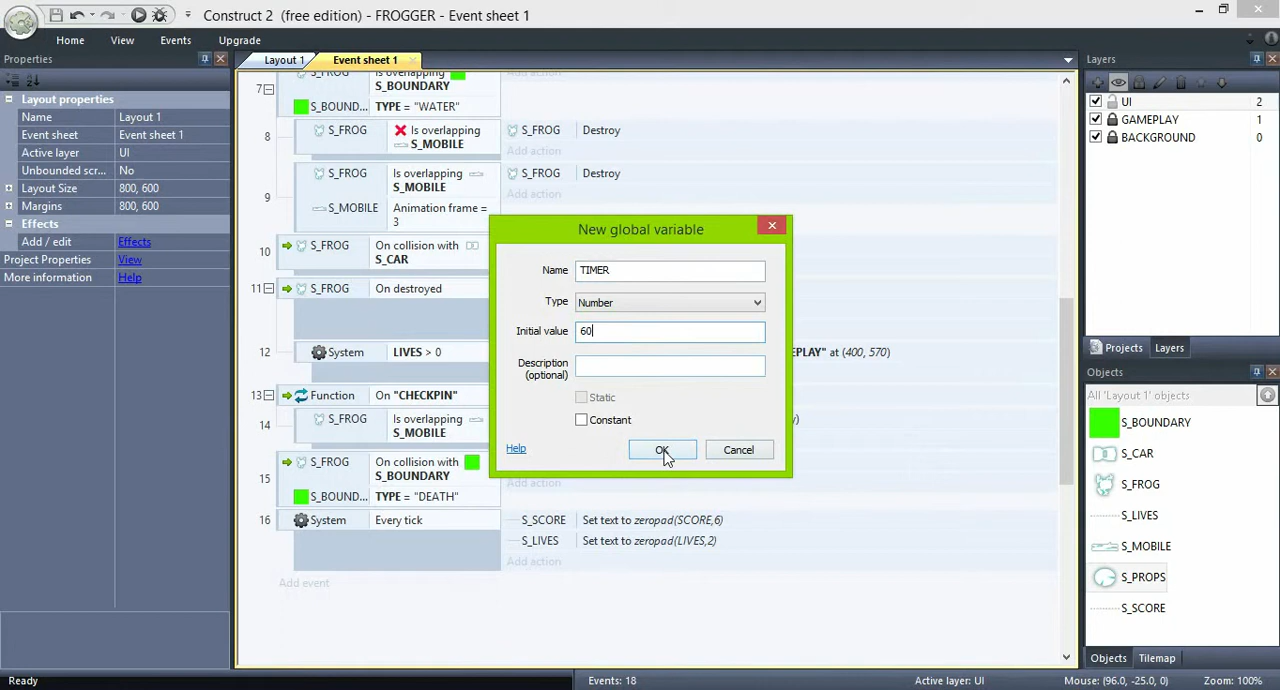 Construct 2 (free edition) - FROGGER - Event sheet 1
Home View Events Upgrade
Properties
Layout properties
Name Layout 1
Event sheet Event sheet 1
Active layer UI
Unbounded scr... No
Layout Size 800, 600
Margins 800, 600
Effects
Add / edit Effects
Project Properties View
More information Help
Layout 1 Event sheet 1
7 S_FROG Is overlapping S_BOUNDARY Add action
S_BOUND... TYPE = "WATER"
8 S_FROG Is overlapping S_MOBILE S_FROG Destroy
Add action
9 S_FROG Is overlapping S_MOBILE S_FROG Destroy
Add action
S_MOBILE Animation frame = 3
10 S_FROG On collision with S_CAR
11 S_FROG On destroyed
12 System LIVES > 0 PLAY" at (400, 570)
13 Function On "CHECKPIN"
14 S_FROG Is overlapping S_MOBILE
15 S_FROG On collision with S_BOUNDARY
S_BOUND... TYPE = "DEATH" Add action
16 System Every tick S_SCORE Set text to zeropad(SCORE,6)
S_LIVES Set text to zeropad(LIVES,2)
Add action
Add event
New global variable
Name TIMER
Type Number
Initial value 60
Description (optional)
Static
Constant
Help OK Cancel
Layers
UI 2
GAMEPLAY 1
BACKGROUND 0
Projects Layers
Objects
All 'Layout 1' objects
S_BOUNDARY
S_CAR
S_FROG
S_LIVES
S_MOBILE
S_PROPS
S_SCORE
Objects Tilemap
Ready Events: 18 Active layer: UI Mouse: (96.0, -25.0, 0) Zoom: 100%